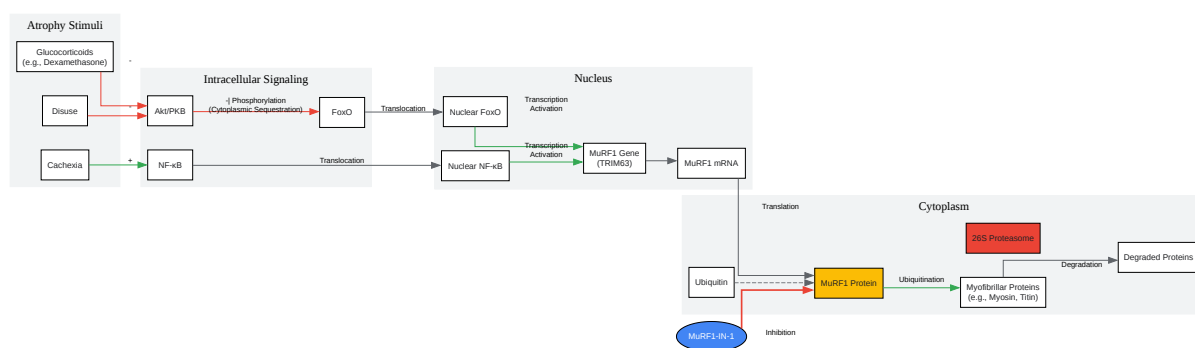 Atrophy Stimuli
Glucocorticoids
(e.g., Dexamethasone)
-
Disuse
Cachexia
+
Intracellular Signaling
-
Akt/PKB
-| Phosphorylation
(Cytoplasmic Sequestration)
FoxO
NF-κB
Translocation
Translocation
Nucleus
Nuclear FoxO
Transcription
Activation
Nuclear NF-κB
Transcription
Activation
MuRF1 Gene
(TRIM63)
MuRF1 mRNA
Translation
Cytoplasm
26S Proteasome
Degraded Proteins
Degradation
Ubiquitin
MuRF1 Protein
Ubiquitination
Myofibrillar Proteins
(e.g., Myosin, Titin)
MuRF1-IN-1
Inhibition